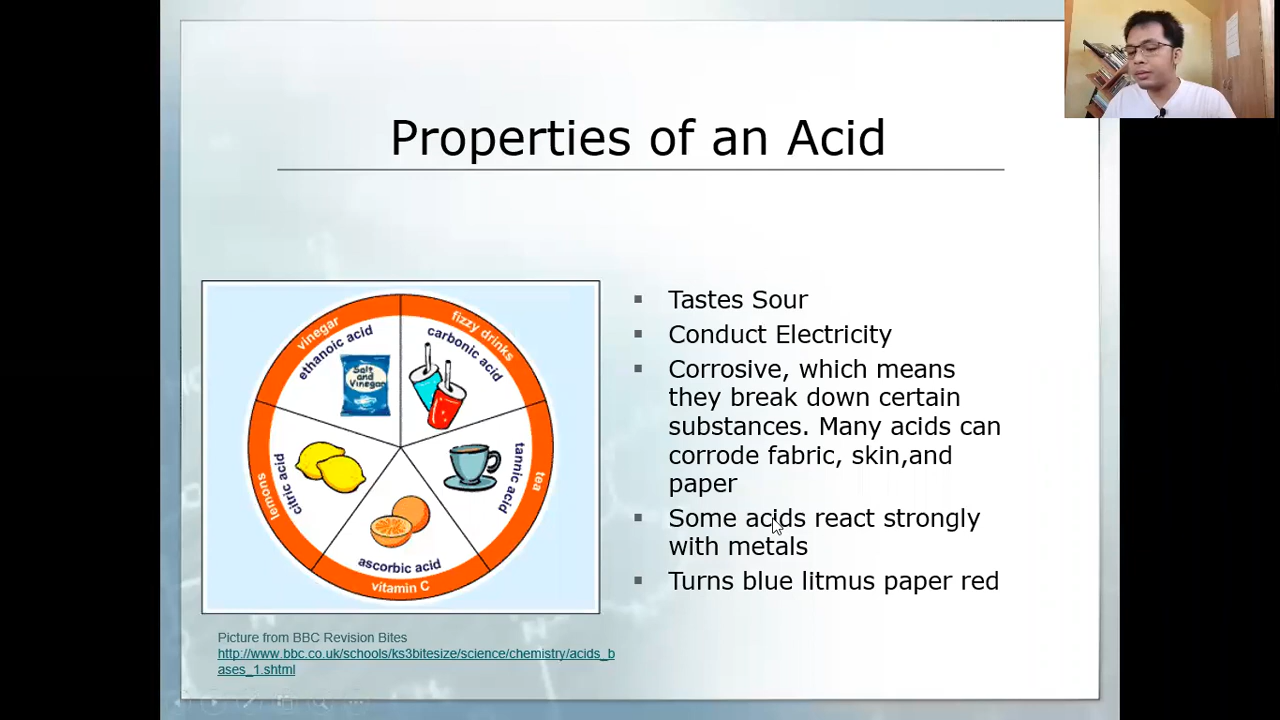 Properties of an Acid
vinegar
ethanoic acid
Salt
and
Vinegar
fizzy drinks
carbonic acid
tea
tannic acid
vitamin C
ascorbic acid
lemons
citric acid
Tastes Sour
Conduct Electricity
Corrosive, which means
they break down certain
substances. Many acids can
corrode fabric, skin,and
paper
Some acids react strongly
with metals
Turns blue litmus paper red
Picture from BBC Revision Bites
http://www.bbc.co.uk/schools/ks3bitesize/science/chemistry/acids_b
ases_1.shtml